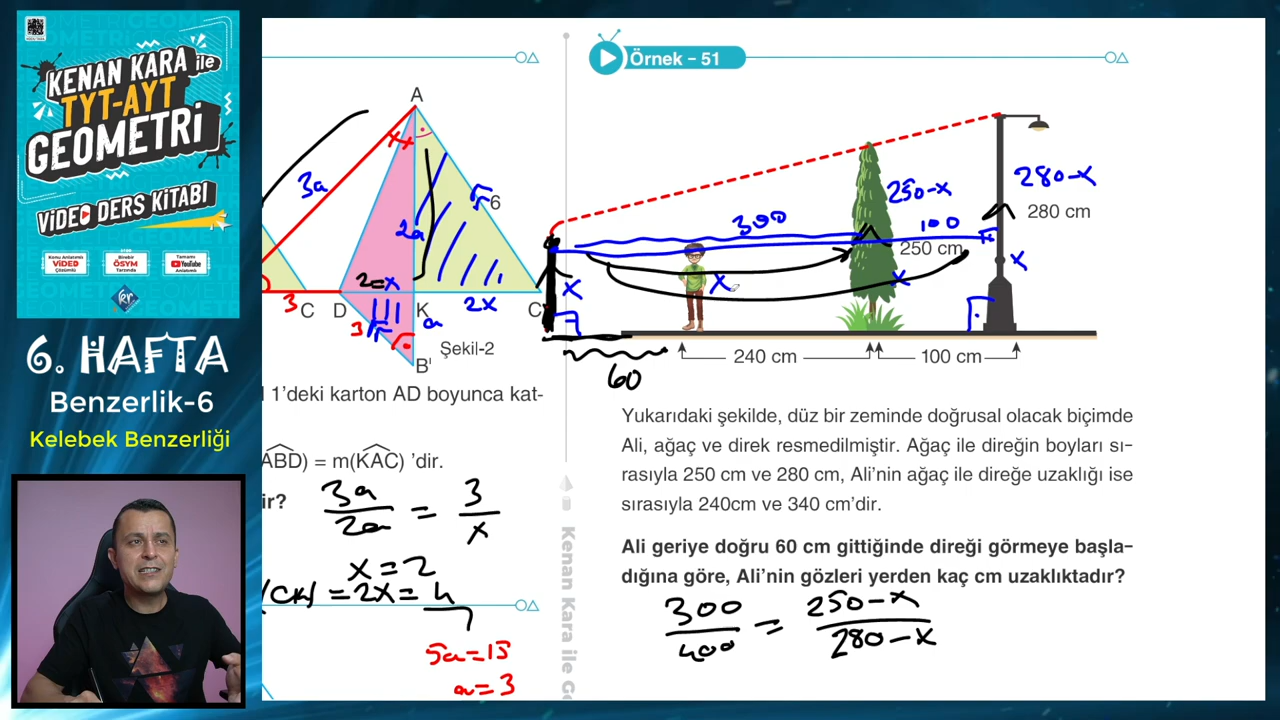 KENAN KARA ile
TYT-AYT
GEOMETRİ
VİDEO DERS KİTABI
6. HAFTA
Benzerlik-6
Kelebek Benzerliği
A
3a
6
2a
2=x
2x
3
C
D
K
C
3
a
B'
Şekil-2
l 1'deki karton AD boyunca kat-
ABD) = m(KAC) 'dir.
ir?
3a/2a = 3/x
x=2
/CK/ = 2x = 4
5a=15
a=3
Örnek - 51
280-x
250-x
280 cm
300
100
250 cm
x
x
x
x
240 cm
100 cm
60
Yukarıdaki şekilde, düz bir zeminde doğrusal olacak biçimde
Ali, ağaç ve direk resmedilmiştir. Ağaç ile direğin boyları sı-
rasıyla 250 cm ve 280 cm, Ali'nin ağaç ile direğe uzaklığı ise
sırasıyla 240cm ve 340 cm'dir.
Ali geriye doğru 60 cm gittiğinde direği görmeye başla-
dığına göre, Ali'nin gözleri yerden kaç cm uzaklıktadır?
300/400 = 250-x/280-x
Kenan Kara ile Ge